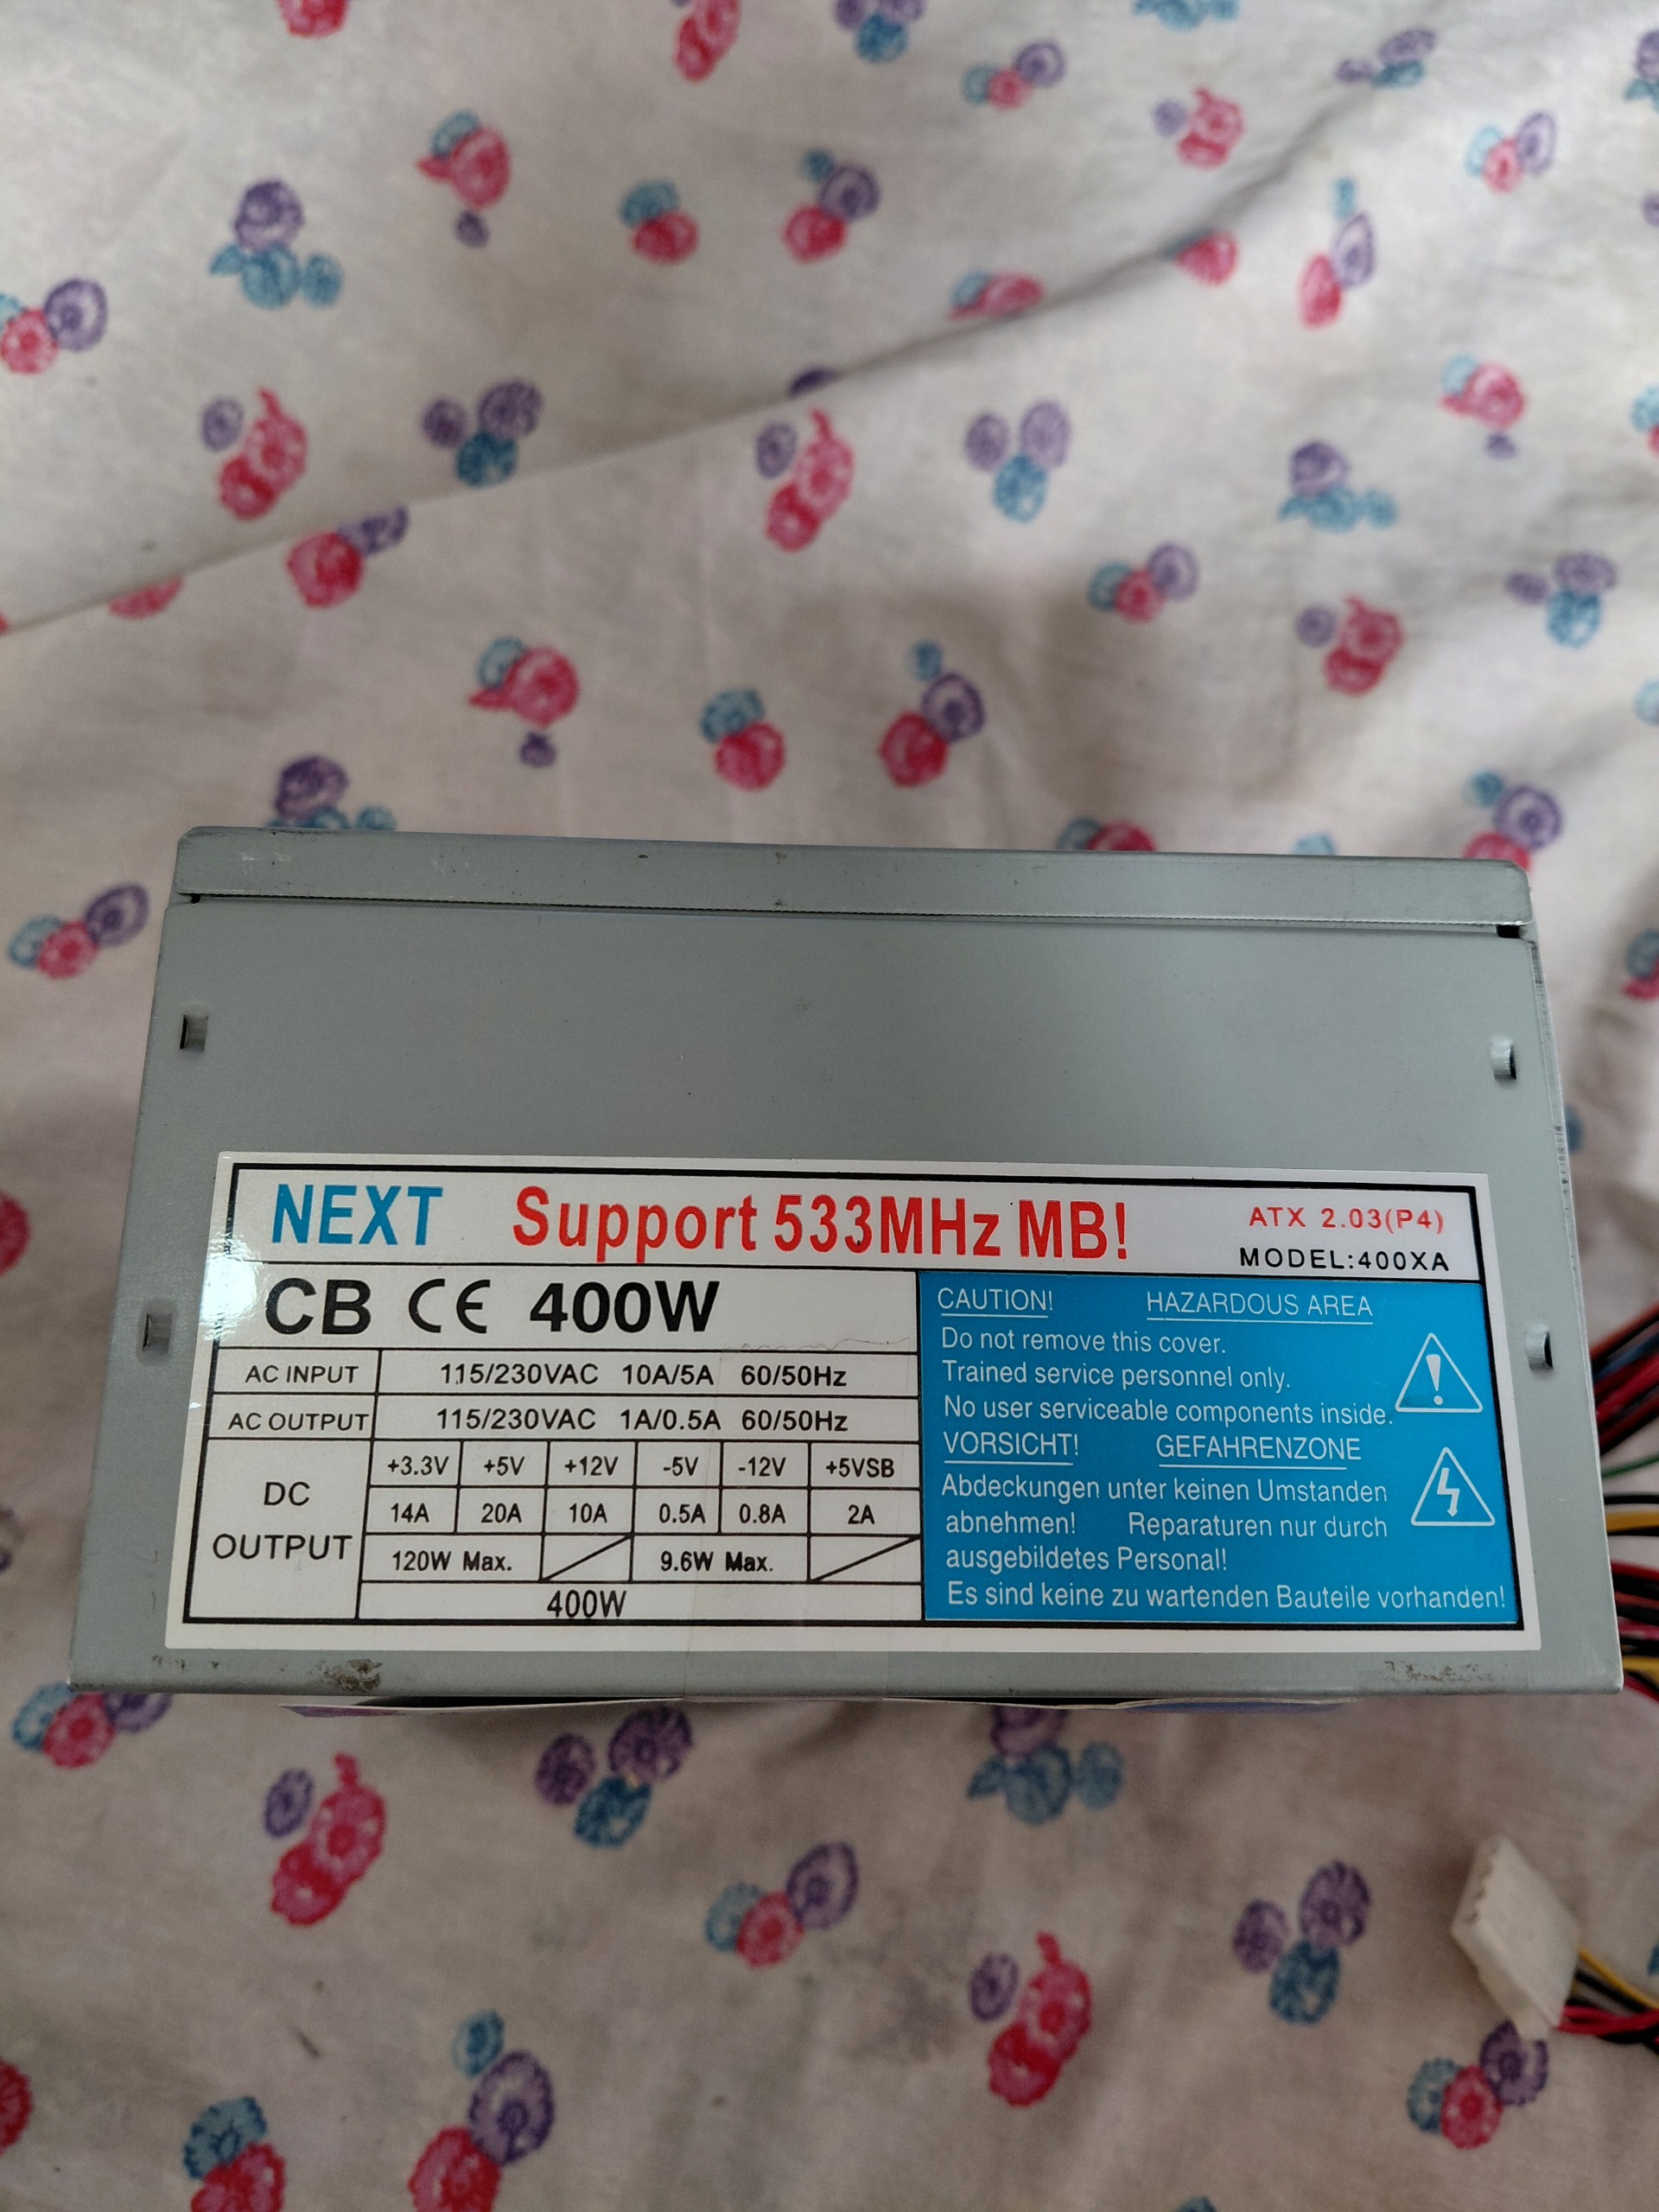 NEXT Support 533MHz MB! ATX 2.03(P4)
MODEL:400XA
CB CE 400W
AC INPUT 115/230VAC 10A/5A 60/50Hz
AC OUTPUT 115/230VAC 1A/0.5A 60/50Hz
DC OUTPUT
+3.3V +5V +12V -5V -12V +5VSB
14A 20A 10A 0.5A 0.8A 2A
120W Max. 9.6W Max.
400W
CAUTION! HAZARDOUS AREA
Do not remove this cover.
Trained service personnel only.
No user serviceable components inside.
VORSICHT! GEFAHRENZONE
Abdeckungen unter keinen Umstanden
abnehmen! Reparaturen nur durch
ausgebildetes Personal!
Es sind keine zu wartenden Bauteile vorhanden!